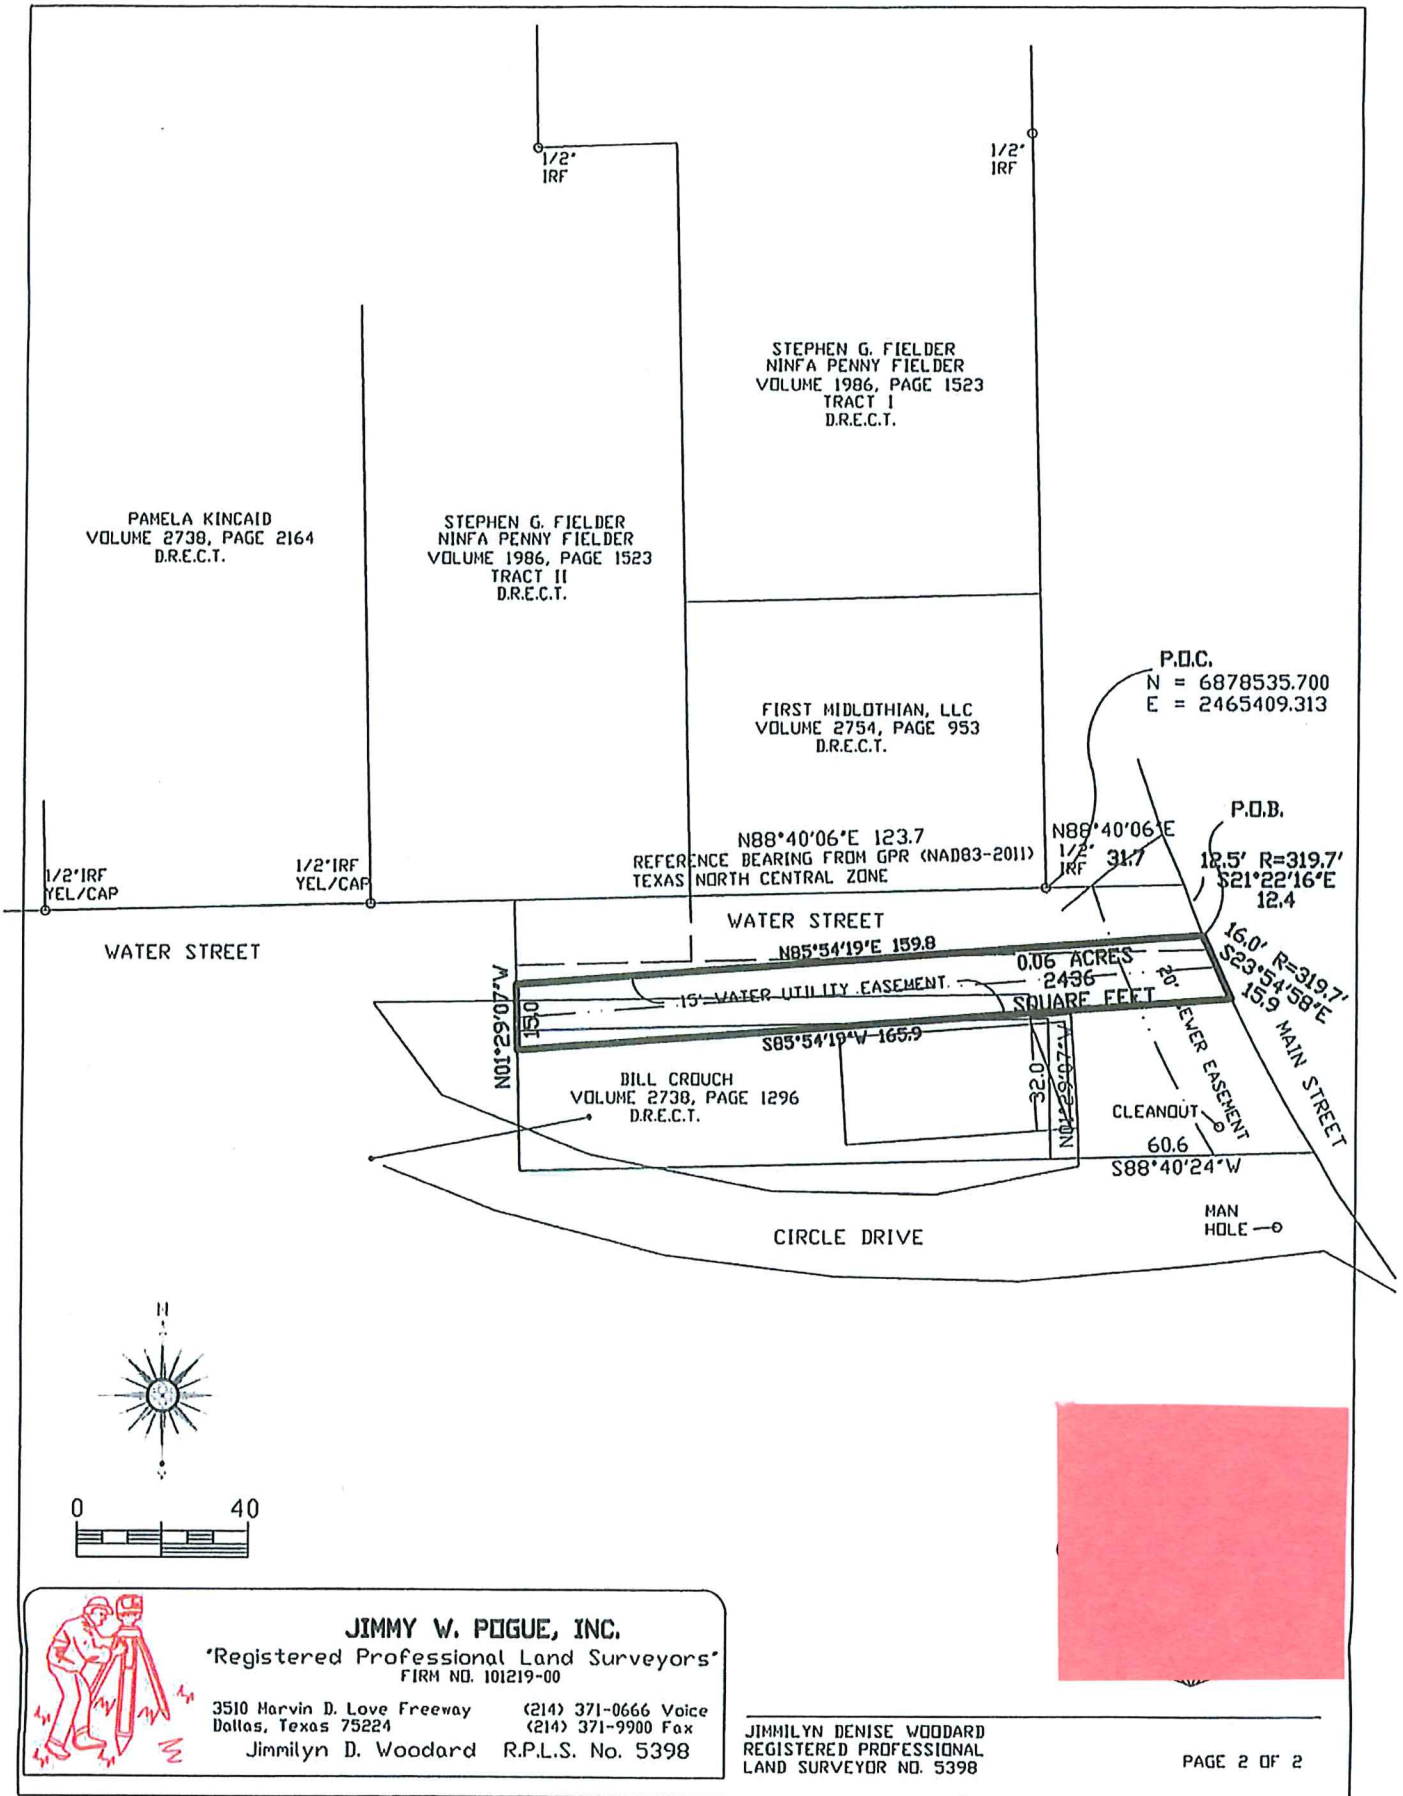 1/2"
IRF
1/2"
IRF
STEPHEN G. FIELDER
NINFA PENNY FIELDER
VOLUME 1986, PAGE 1523
TRACT I
D.R.E.C.T.
PAMELA KINCAID
VOLUME 2738, PAGE 2164
D.R.E.C.T.
STEPHEN G. FIELDER
NINFA PENNY FIELDER
VOLUME 1986, PAGE 1523
TRACT II
D.R.E.C.T.
P.O.C.
N = 6878535.700
E = 2465409.313
FIRST MIDLOTHIAN, LLC
VOLUME 2754, PAGE 953
D.R.E.C.T.
P.O.B.
N88°40'06"E 123.7
REFERENCE BEARING FROM GPR (NAD83-2011)
TEXAS NORTH CENTRAL ZONE
N88°40'06"E
31.7
1/2"
IRF
12.5' R=319.7'
S21°22'16"E
12.4
1/2"IRF
YEL/CAP
1/2"IRF
YEL/CAP
WATER STREET
WATER STREET
N85°54'19"E 159.8
16.0' R=319.7'
S23°54'58"E
15.9
0.06 ACRES
2436
SQUARE FEET
15' WATER UTILITY EASEMENT
20' SEWER EASEMENT
MAIN STREET
N01°29'07"W
15.0
S85°54'19"W 165.9
BILL CROUCH
VOLUME 2738, PAGE 1296
D.R.E.C.T.
32.0
N01°29'07"W
CLEANOUT
60.6
S88°40'24"W
MAN
HOLE
CIRCLE DRIVE
N
S
0 40
JIMMY W. POGUE, INC.
"Registered Professional Land Surveyors"
FIRM NO. 101219-00
3510 Marvin D. Love Freeway (214) 371-0666 Voice
Dallas, Texas 75224 (214) 371-9900 Fax
Jimmilyn D. Woodard R.P.L.S. No. 5398
JIMMILYN DENISE WOODARD
REGISTERED PROFESSIONAL
LAND SURVEYOR NO. 5398
PAGE 2 OF 2